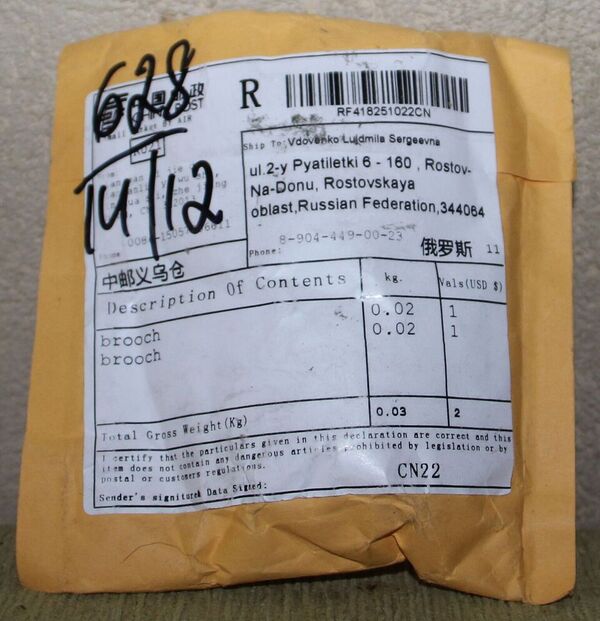 628
14/12
R
RF418251022CN
Ship To: Vdovenko Ludmila Sergeevna
ul.2-y Pyatiletki 6 - 160 , Rostov-
Na-Donu, Rostovskaya
oblast,Russian Federation,344064
Phone:
Phone: 8-904-449-00-23 俄罗斯 11
中邮义乌仓
Description Of Contents kg. Vals(USD $)
brooch 0.02 1
brooch 0.02 1
Total Gross Weight(Kg) 0.03 2
I certify that the particulars given in this declaration are correct and this
item does not contain any dangerous articles prohibited by legislation or by
postal or customers regulations.
Sender's signiture& Data Signed: CN22